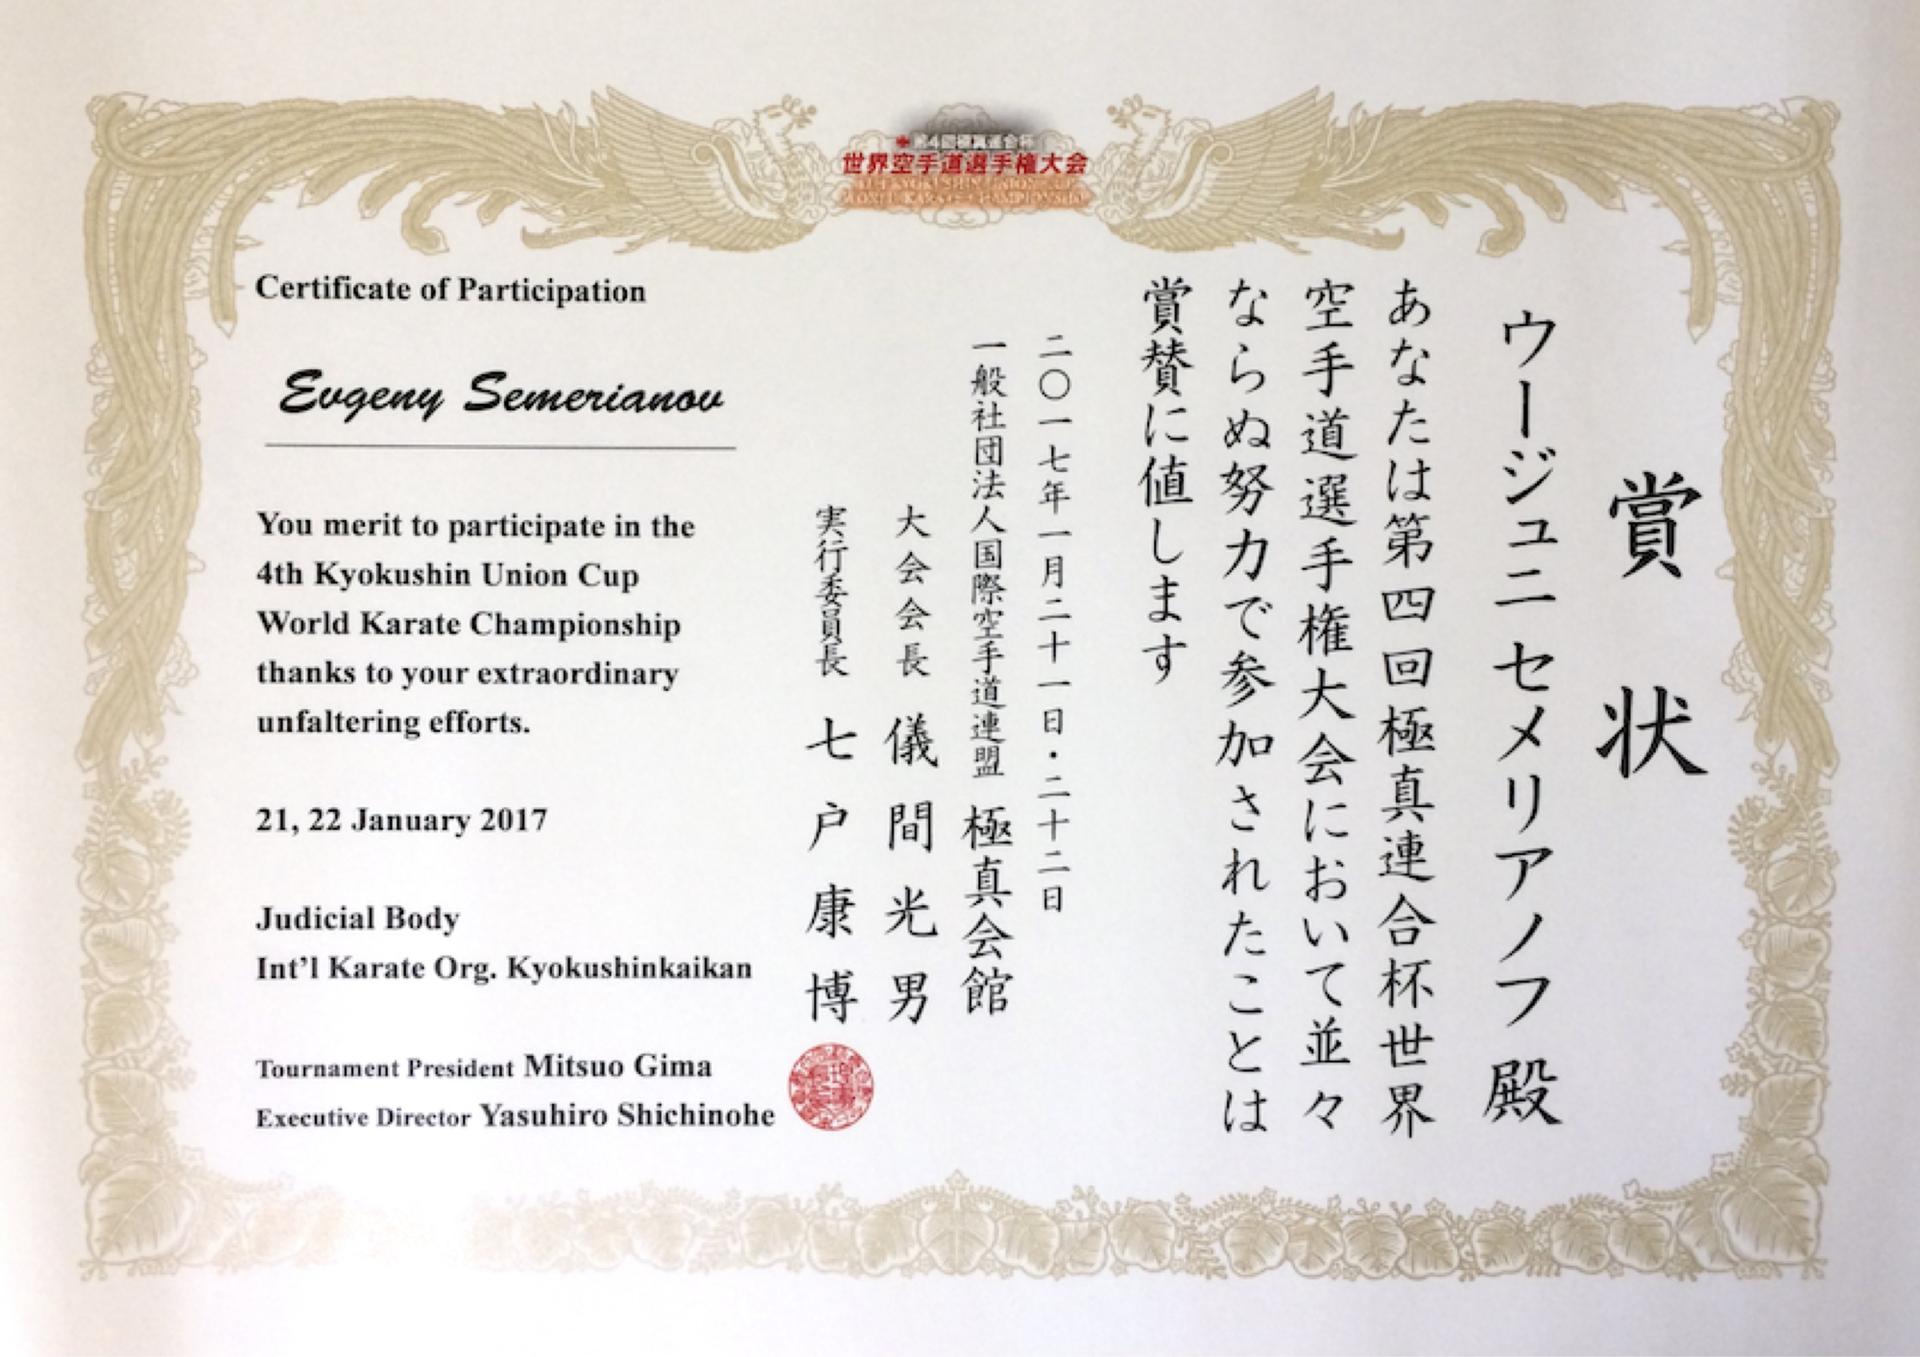 第4回極真連合杯
世界空手道選手権大会
4TH KYOKUSHIN UNION CUP
WORLD KARATE CHAMPIONSHIP
Certificate of Participation
Evgeny Semerianov
You merit to participate in the
4th Kyokushin Union Cup
World Karate Championship
thanks to your extraordinary
unfaltering efforts.
21, 22 January 2017
Judicial Body
Int'l Karate Org. Kyokushinkaikan
Tournament President Mitsuo Gima
Executive Director Yasuhiro Shichinohe
賞状
ウージュニ セメリアノフ 殿
あなたは第四回極真連合杯世界
空手道選手権大会において並々
ならぬ努力で参加されたことは
賞賛に値します
二〇一七年一月二十一日・二十二日
一般社団法人国際空手道連盟 極真会館
大会会長 儀間光男
実行委員長 七戸康博